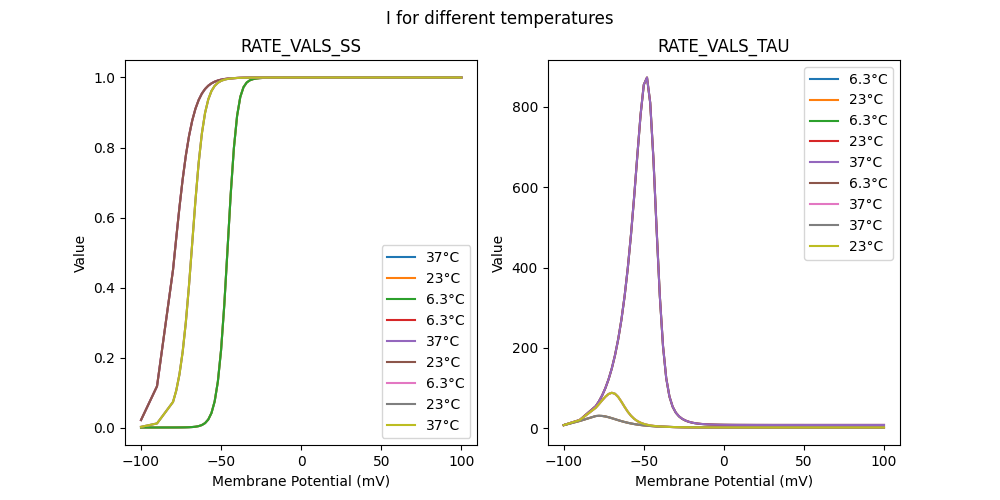 I for different temperatures
RATE_VALS_SS
1.0
0.8
0.6
0.4
0.2
0.0
Value
−100
−50
0
50
100
Membrane Potential (mV)
37°C
23°C
6.3°C
6.3°C
37°C
23°C
6.3°C
23°C
37°C
RATE_VALS_TAU
800
600
400
200
0
Value
−100
−50
0
50
100
Membrane Potential (mV)
6.3°C
23°C
6.3°C
23°C
37°C
6.3°C
37°C
37°C
23°C